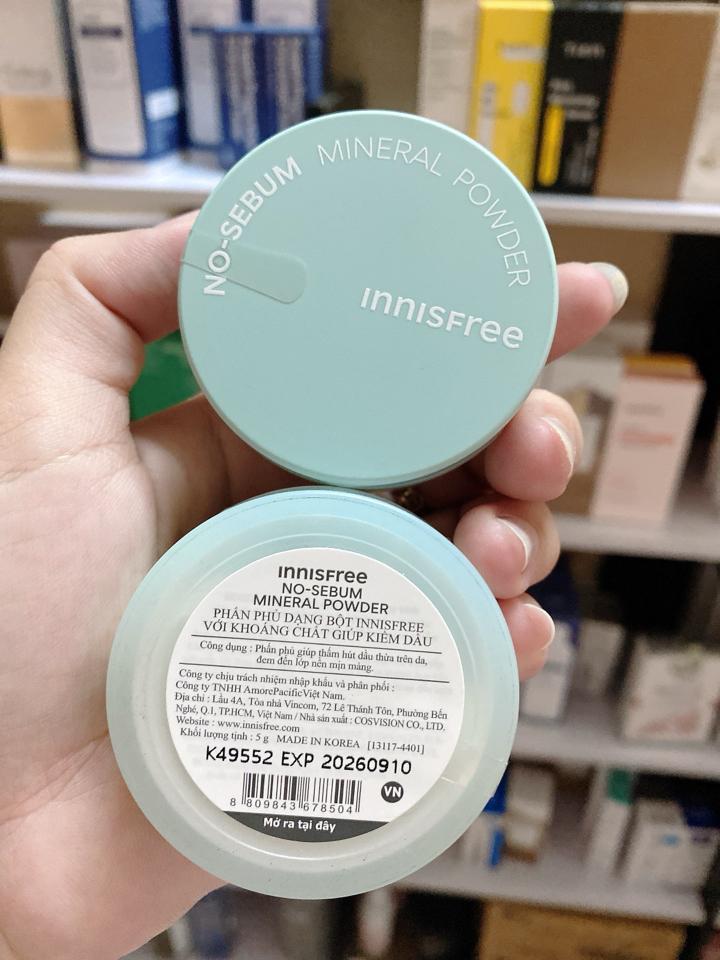 NO-SEBUM MINERAL POWDER
innisfree
innisfree
NO-SEBUM
MINERAL POWDER
PHẤN PHỦ DẠNG BỘT INNISFREE
VỚI KHOÁNG CHẤT GIÚP KIỀM DẦU
Công dụng : Phấn phủ giúp thấm hút dầu thừa trên da,
đem đến lớp nền mịn màng.
Công ty chịu trách nhiệm nhập khẩu và phân phối :
Công ty TNHH AmorePacificViệt Nam.
Địa chỉ : Lầu 4A, Tòa nhà Vincom, 72 Lê Thánh Tôn, Phường Bến
Nghé, Q.1, TP.HCM, Việt Nam / Nhà sản xuất : COSVISION CO., LTD.
Website : www.innisfree.com
Khối lượng tịnh : 5 g MADE IN KOREA [13117-4401]
K49552 EXP 20260910
VN
8 809843 678504
Mở ra tại đây